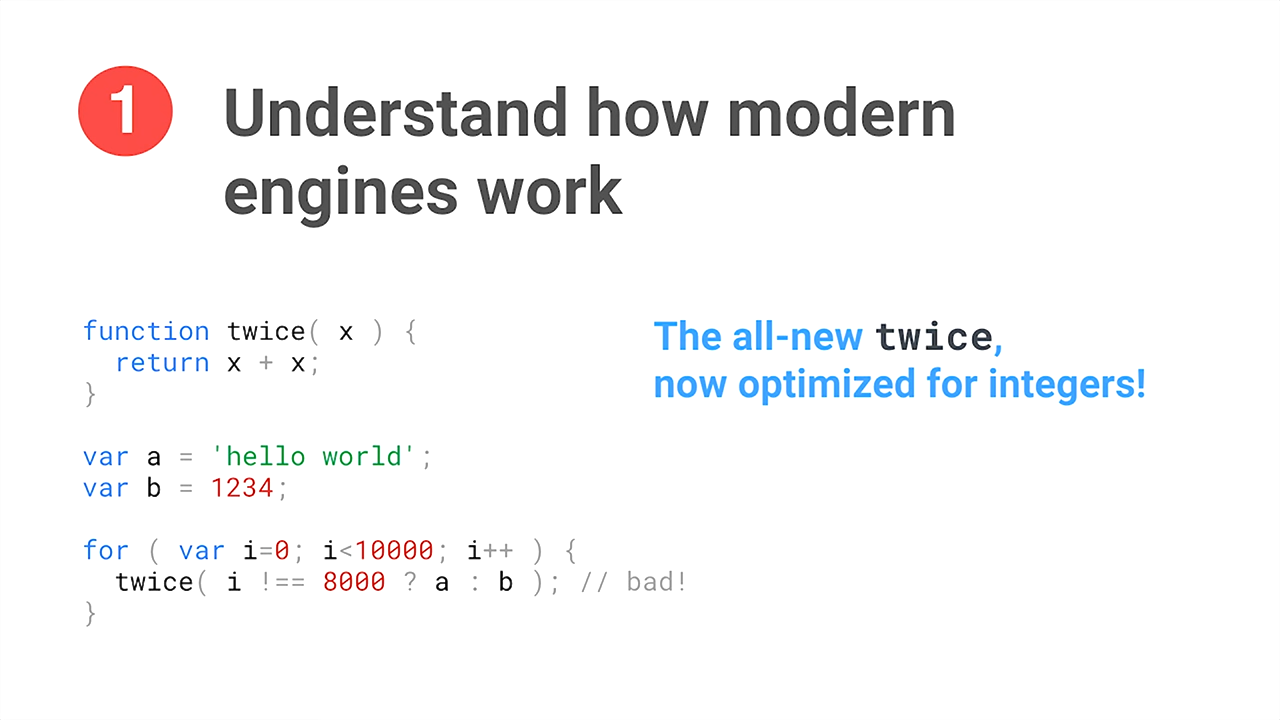 1
Understand how modern
engines work
function twice( x ) {
  return x + x;
}
var a = 'hello world';
var b = 1234;
for ( var i=0; i<10000; i++ ) {
  twice( i !== 8000 ? a : b ); // bad!
}
The all-new twice,
now optimized for integers!